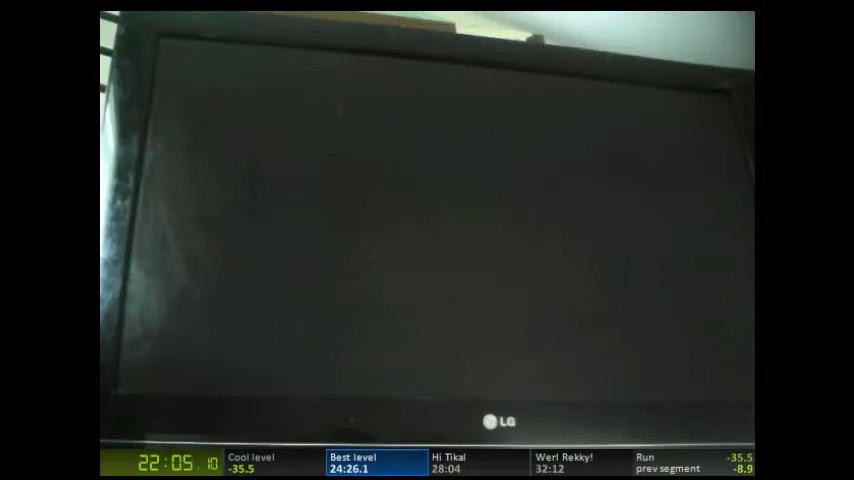 LG
22:05.10
Cool level
-35.5
Best level
24:26.1
Hi Tikal
28:04
Werl Rekky!
32:12
Run -35.5
prev segment -8.9